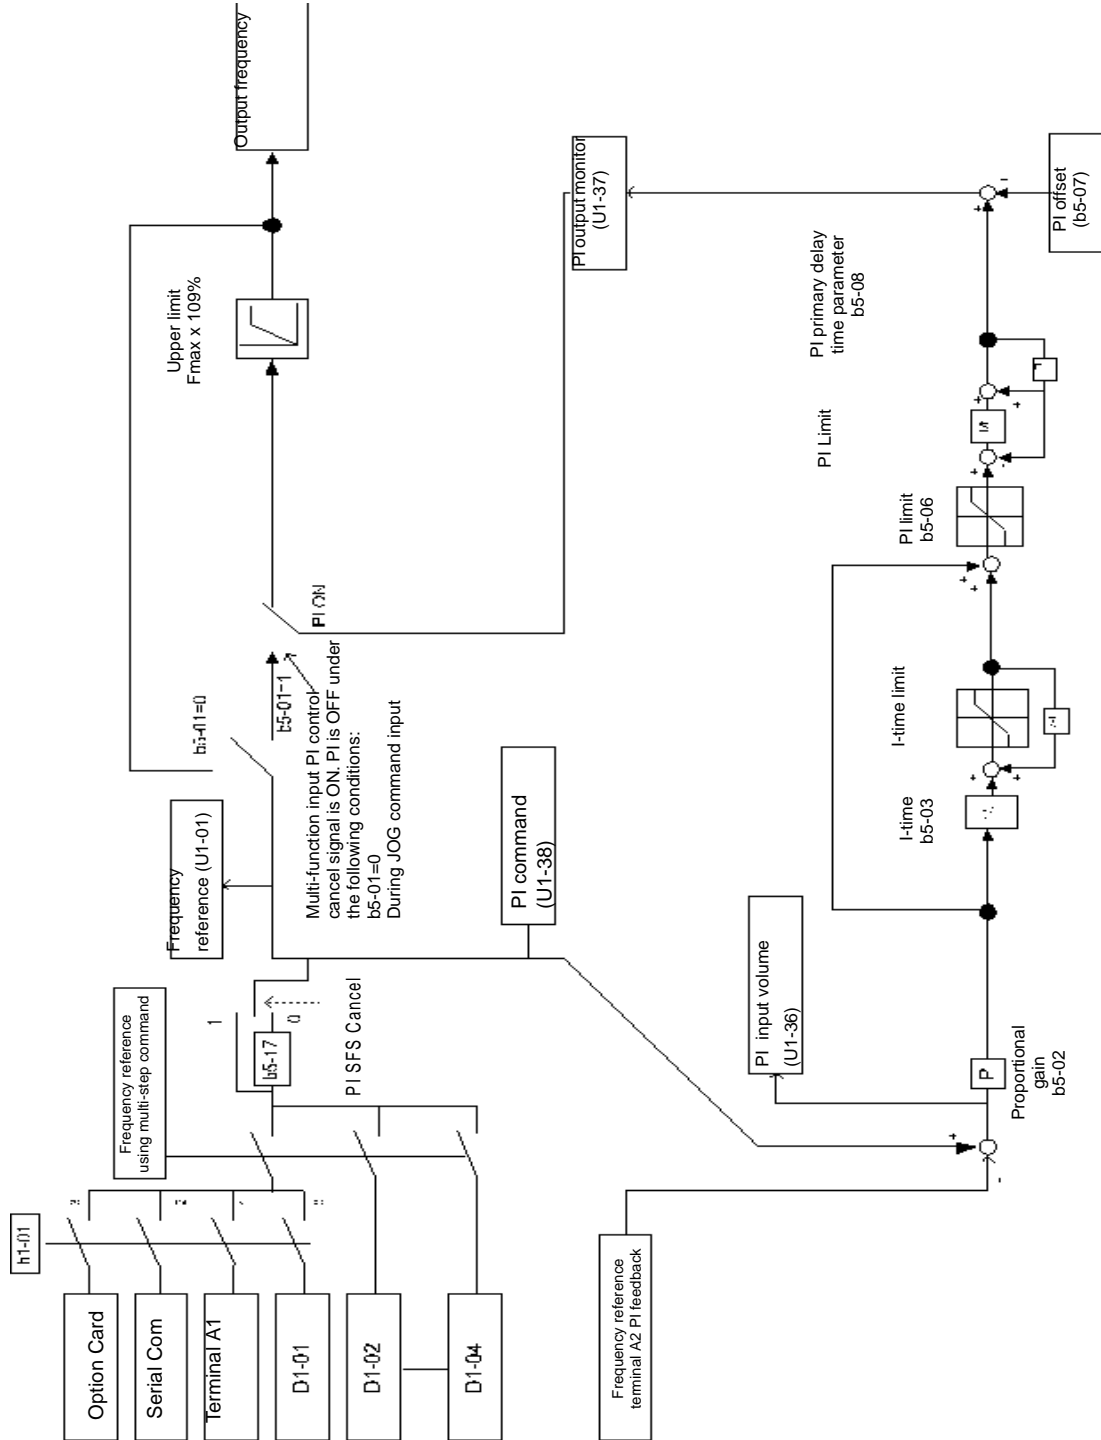 Option Card
Serial Com
Terminal A1
D1-01
D1-02
D1-04
Frequency reference
using multi-step command
1
0
b5-17
PI SFS Cancel
Frequency
reference (U1-01)
b5-01=0
b5-01=1
PI ON
Multi-function input PI control
cancel signal is ON. PI is OFF under
the following conditions:
b5-01=0
During JOG command input
Upper limit
Fmax x 109%
Output frequency
PI command
(U1-38)
PI output monitor
(U1-37)
Frequency reference
terminal A2 PI feedback
+
-
PI input volume
(U1-36)
P
Proportional
gain
b5-02
I-time
b5-03
+
+
I-time limit
+
+
PI limit
b5-06
+
-
PI Limit
+
+
PI primary delay
time parameter
b5-08
+
-
PI offset
(b5-07)